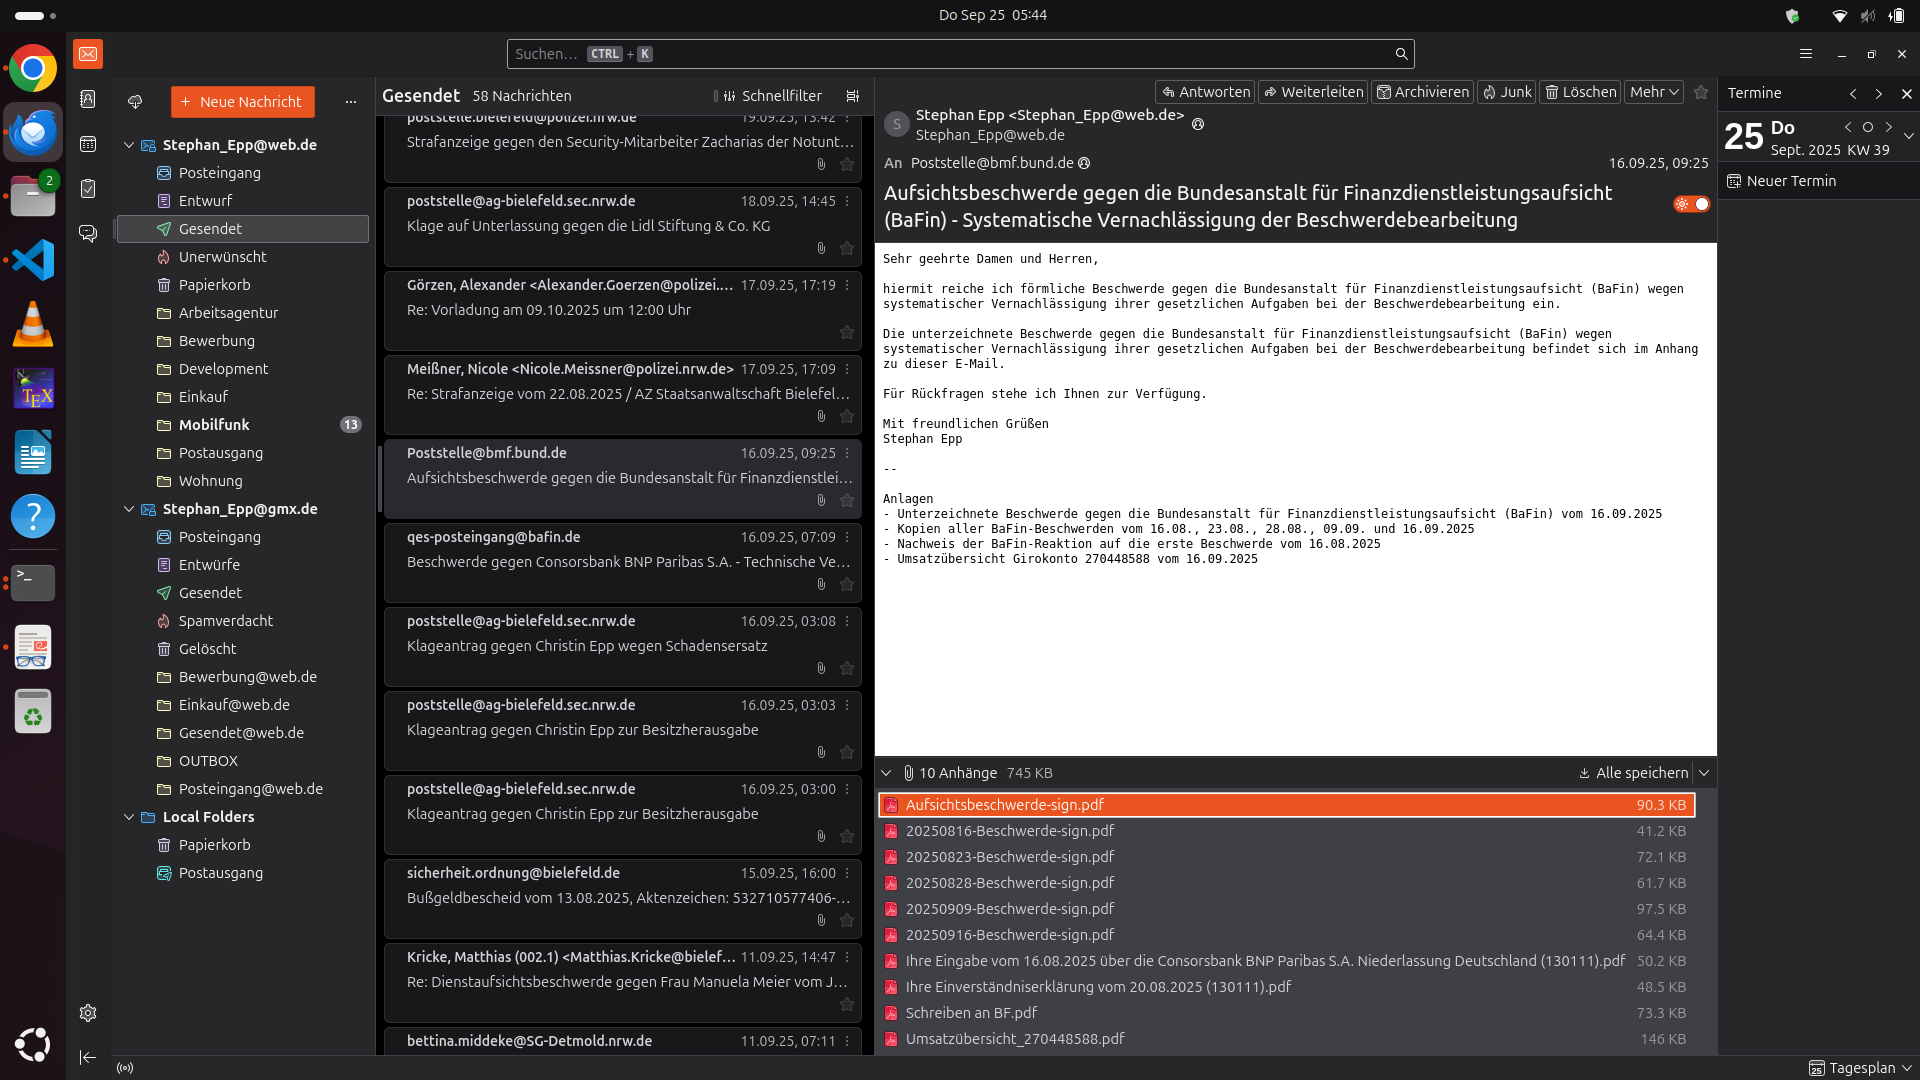 Do Sep 25  05:44
Suchen… CTRL + K
Neue Nachricht
Stephan_Epp@web.de
Posteingang
Entwurf
Gesendet
Unerwünscht
Papierkorb
Arbeitsagentur
Bewerbung
Development
Einkauf
Mobilfunk 13
Postausgang
Wohnung
Stephan_Epp@gmx.de
Posteingang
Entwürfe
Gesendet
Spamverdacht
Gelöscht
Bewerbung@web.de
Einkauf@web.de
Gesendet@web.de
OUTBOX
Posteingang@web.de
Local Folders
Papierkorb
Postausgang
2
Gesendet 58 Nachrichten Schnellfilter
poststelle.bielefeld@polizei.nrw.de 19.09.25, 13:42
Strafanzeige gegen den Security-Mitarbeiter Zacharias der Notunt…
poststelle@ag-bielefeld.sec.nrw.de 18.09.25, 14:45
Klage auf Unterlassung gegen die Lidl Stiftung & Co. KG
Görzen, Alexander <Alexander.Goerzen@polizei.… 17.09.25, 17:19
Re: Vorladung am 09.10.2025 um 12:00 Uhr
Meißner, Nicole <Nicole.Meissner@polizei.nrw.de> 17.09.25, 17:09
Re: Strafanzeige vom 22.08.2025 / AZ Staatsanwaltschaft Bielefel…
Poststelle@bmf.bund.de 16.09.25, 09:25
Aufsichtsbeschwerde gegen die Bundesanstalt für Finanzdienstlei…
qes-posteingang@bafin.de 16.09.25, 07:09
Beschwerde gegen Consorsbank BNP Paribas S.A. - Technische Ve…
poststelle@ag-bielefeld.sec.nrw.de 16.09.25, 03:08
Klageantrag gegen Christin Epp wegen Schadensersatz
poststelle@ag-bielefeld.sec.nrw.de 16.09.25, 03:03
Klageantrag gegen Christin Epp zur Besitzherausgabe
poststelle@ag-bielefeld.sec.nrw.de 16.09.25, 03:00
Klageantrag gegen Christin Epp zur Besitzherausgabe
sicherheit.ordnung@bielefeld.de 15.09.25, 16:00
Bußgeldbescheid vom 13.08.2025, Aktenzeichen: 532710577406-…
Kricke, Matthias (002.1) <Matthias.Kricke@bielef… 11.09.25, 14:47
Re: Dienstaufsichtsbeschwerde gegen Frau Manuela Meier vom J…
bettina.middeke@SG-Detmold.nrw.de 11.09.25, 07:11
Antworten Weiterleiten Archivieren Junk Löschen Mehr
S
Stephan Epp <Stephan_Epp@web.de>
Stephan_Epp@web.de
An Poststelle@bmf.bund.de 16.09.25, 09:25
Aufsichtsbeschwerde gegen die Bundesanstalt für Finanzdienstleistungsaufsicht
(BaFin) - Systematische Vernachlässigung der Beschwerdebearbeitung
Sehr geehrte Damen und Herren,
hiermit reiche ich förmliche Beschwerde gegen die Bundesanstalt für Finanzdienstleistungsaufsicht (BaFin) wegen
systematischer Vernachlässigung ihrer gesetzlichen Aufgaben bei der Beschwerdebearbeitung ein.
Die unterzeichnete Beschwerde gegen die Bundesanstalt für Finanzdienstleistungsaufsicht (BaFin) wegen
systematischer Vernachlässigung ihrer gesetzlichen Aufgaben bei der Beschwerdebearbeitung befindet sich im Anhang
zu dieser E-Mail.
Für Rückfragen stehe ich Ihnen zur Verfügung.
Mit freundlichen Grüßen
Stephan Epp
--
Anlagen
- Unterzeichnete Beschwerde gegen die Bundesanstalt für Finanzdienstleistungsaufsicht (BaFin) vom 16.09.2025
- Kopien aller BaFin-Beschwerden vom 16.08., 23.08., 28.08., 09.09. und 16.09.2025
- Nachweis der BaFin-Reaktion auf die erste Beschwerde vom 16.08.2025
- Umsatzübersicht Girokonto 270448588 vom 16.09.2025
10 Anhänge 745 KB Alle speichern
Aufsichtsbeschwerde-sign.pdf 90.3 KB
20250816-Beschwerde-sign.pdf 41.2 KB
20250823-Beschwerde-sign.pdf 72.1 KB
20250828-Beschwerde-sign.pdf 61.7 KB
20250909-Beschwerde-sign.pdf 97.5 KB
20250916-Beschwerde-sign.pdf 64.4 KB
Ihre Eingabe vom 16.08.2025 über die Consorsbank BNP Paribas S.A. Niederlassung Deutschland (130111).pdf 50.2 KB
Ihre Einverständniserklärung vom 20.08.2025 (130111).pdf 48.5 KB
Schreiben an BF.pdf 73.3 KB
Umsatzübersicht_270448588.pdf 146 KB
Termine
25 Do
Sept. 2025 KW 39
Neuer Termin
25 Tagesplan